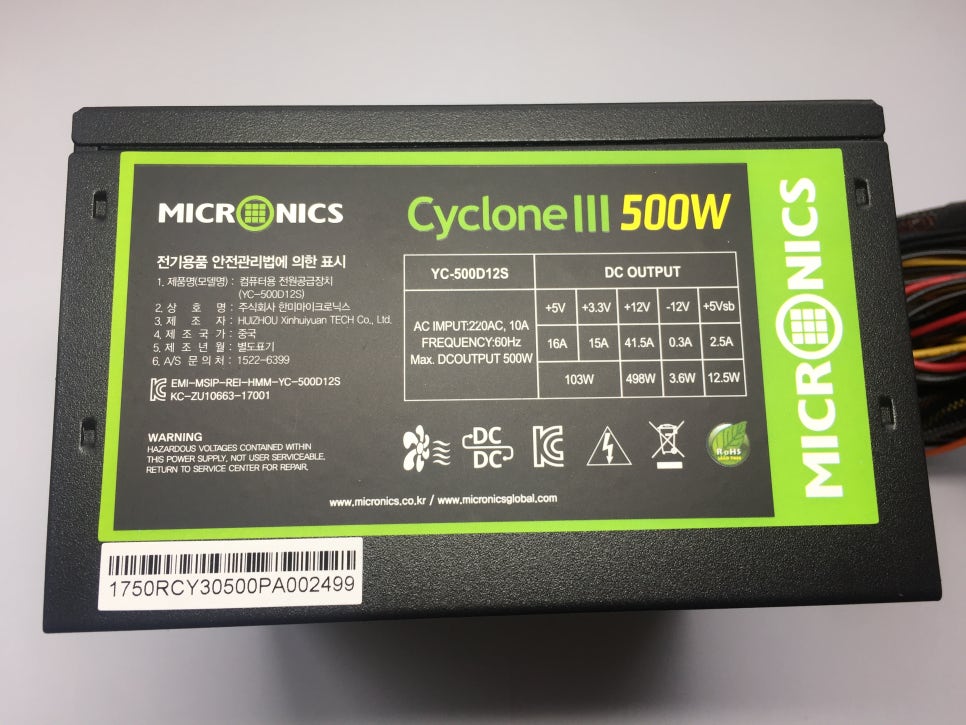 MICRONICS
Cyclone III 500W
전기용품 안전관리법에 의한 표시
1. 제품명(모델명) : 컴퓨터용 전원공급장치
(YC-500D12S)
2. 상 호 명 : 주식회사 한미마이크로닉스
3. 제 조 자 : HUIZHOU Xinhuiyuan TECH Co., Ltd.
4. 제 조 국 가 : 중국
5. 제 조 년 월 : 별도표기
6. A/S 문 의 처 : 1522-6399
EMI-MSIP-REI-HMM-YC-500D12S
KC-ZU10663-17001
YC-500D12S DC OUTPUT
AC IMPUT:220AC, 10A
FREQUENCY:60Hz
Max. DCOUTPUT 500W
+5V +3.3V +12V -12V +5Vsb
16A 15A 41.5A 0.3A 2.5A
103W 498W 3.6W 12.5W
WARNING
HAZARDOUS VOLTAGES CONTAINED WITHIN
THIS POWER SUPPLY, NOT USER SERVICEABLE,
RETURN TO SERVICE CENTER FOR REPAIR.
DC
DC
RoHS
www.micronics.co.kr / www.micronicsglobal.com
MICRONICS
1750RCY30500PA002499